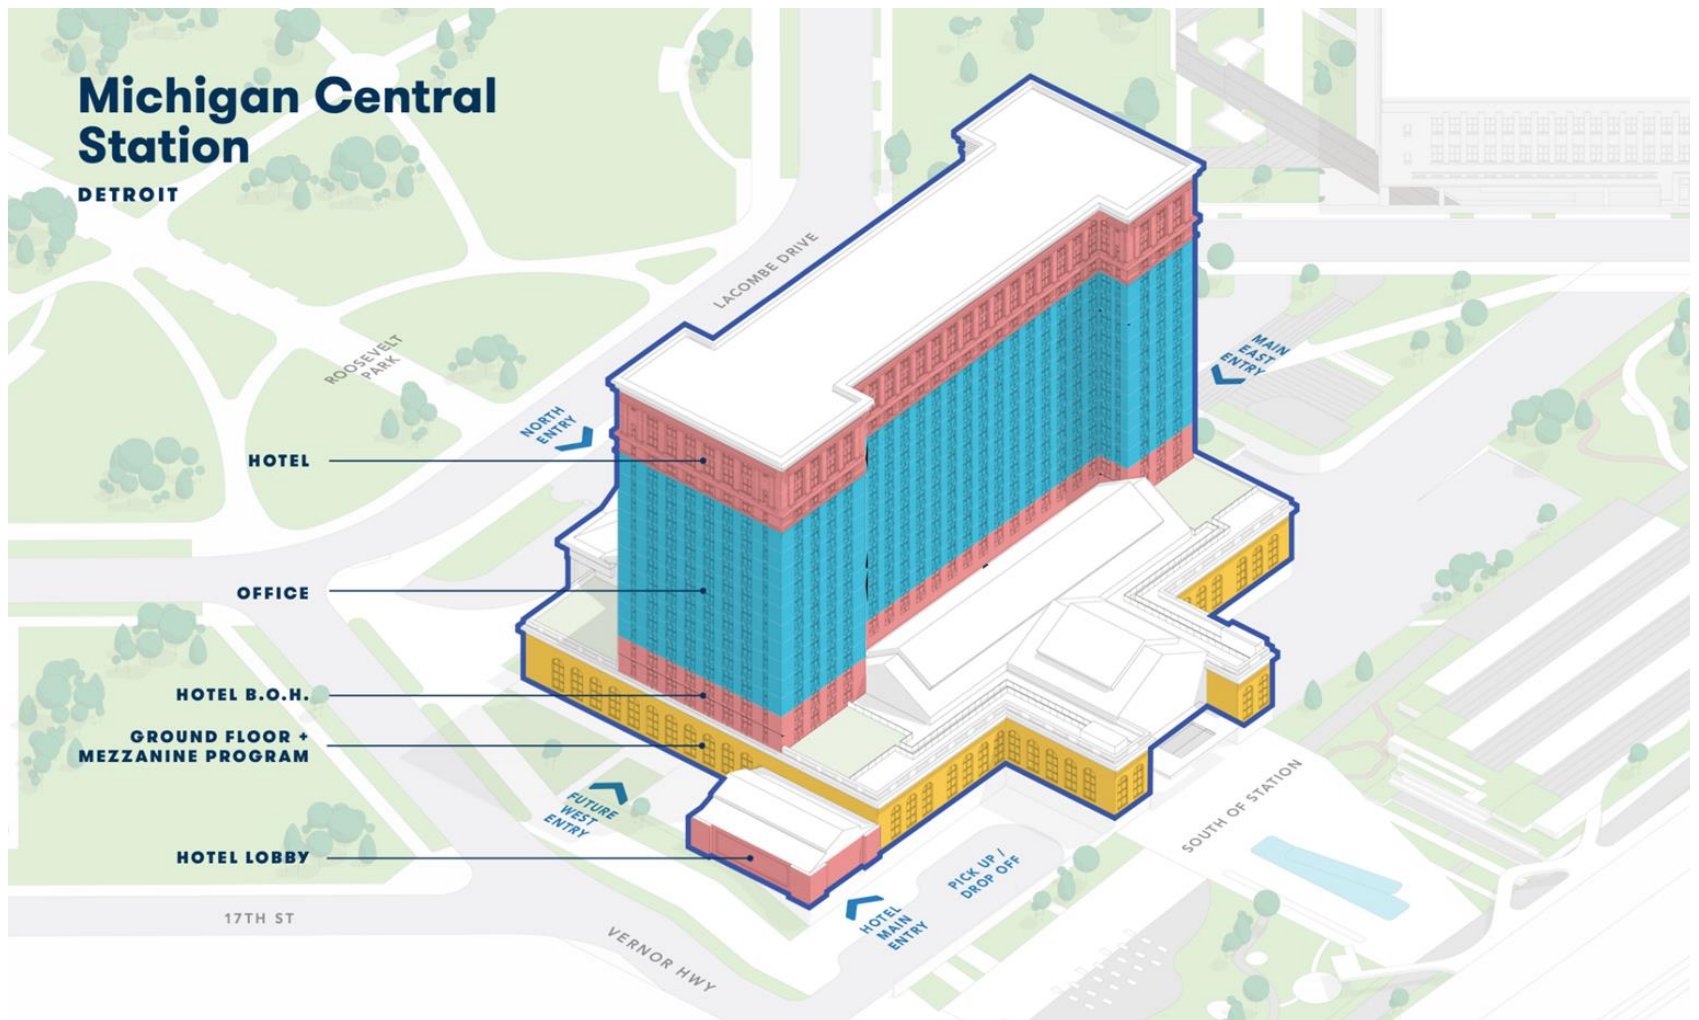 Michigan Central
Station
DETROIT
LACOMBE DRIVE
ROOSEVELT
PARK
MAIN
EAST
ENTRY
NORTH
ENTRY
HOTEL
OFFICE
HOTEL B.O.H.
GROUND FLOOR +
MEZZANINE PROGRAM
FUTURE
WEST
ENTRY
HOTEL LOBBY
SOUTH OF STATION
PICK UP /
DROP OFF
HOTEL
MAIN
ENTRY
17TH ST
VERNOR HWY